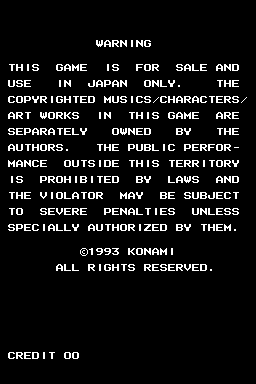 WARNING
THIS GAME IS FOR SALE AND
USE IN JAPAN ONLY. THE
COPYRIGHTED MUSICS/CHARACTERS/
ART WORKS IN THIS GAME ARE
SEPARATELY OWNED BY THE
AUTHORS. THE PUBLIC PERFOR-
MANCE OUTSIDE THIS TERRITORY
IS PROHIBITED BY LAWS AND
THE VIOLATOR MAY BE SUBJECT
TO SEVERE PENALTIES UNLESS
SPECIALLY AUTHORIZED BY THEM.
©1993 KONAMI
ALL RIGHTS RESERVED.
CREDIT 00